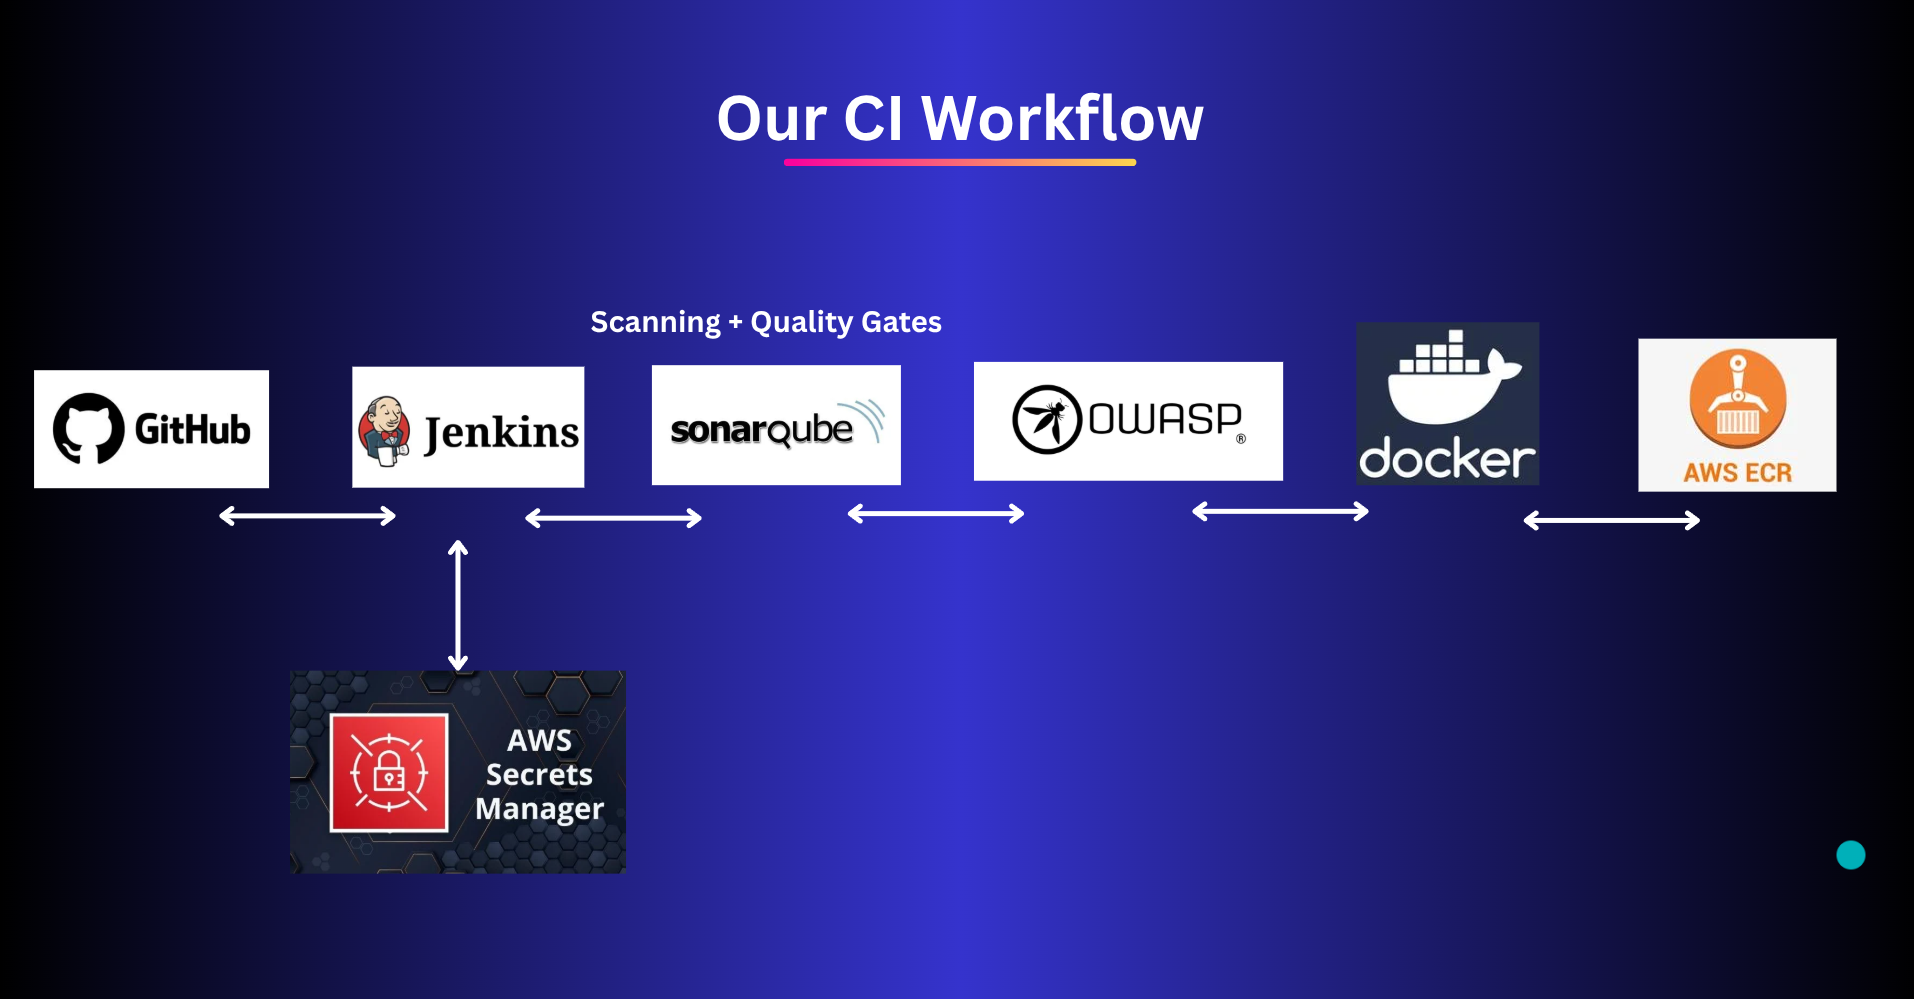 Our CI Workflow
Scanning + Quality Gates
GitHub
Jenkins
sonarqube
OWASP®
docker
AWS ECR
AWS
Secrets
Manager